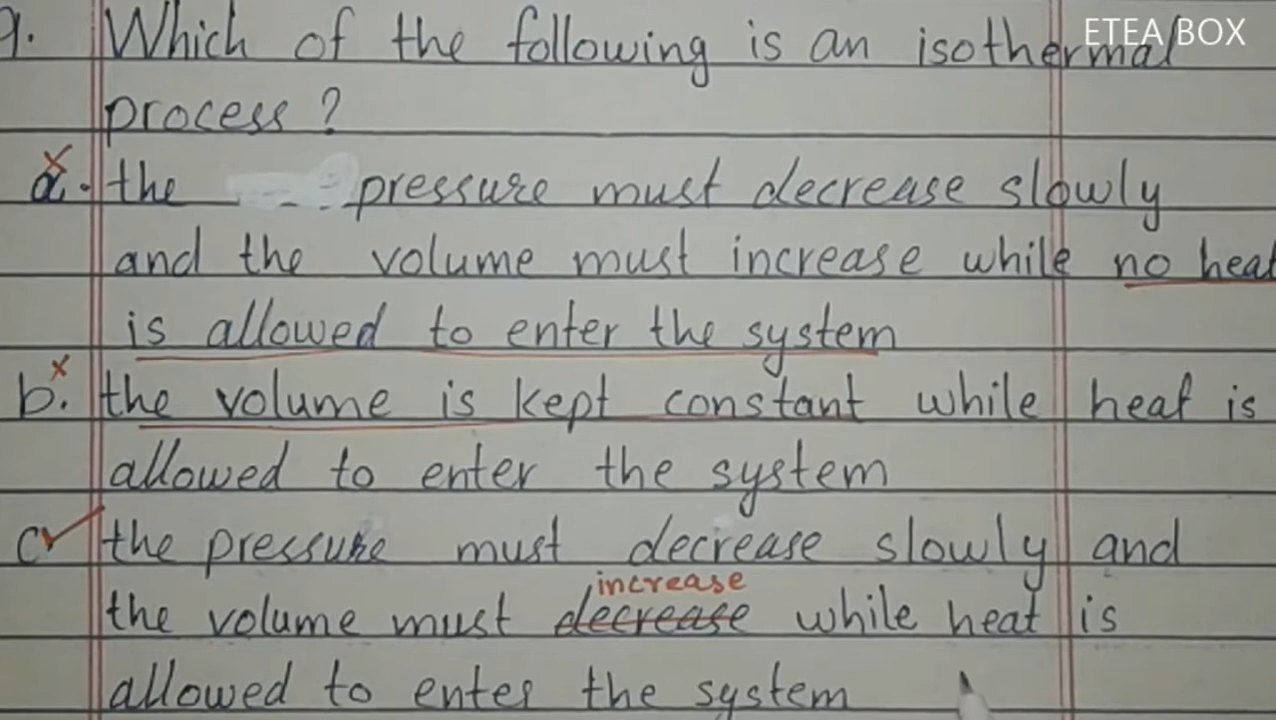 ETEA BOX
9. Which of the following is an isothermal
process ?
a. the pressure must decrease slowly
and the volume must increase while no heat
is allowed to enter the system
b. the volume is kept constant while heat is
allowed to enter the system
c the pressure must decrease slowly and
increase
the volume must decrease while heat is
allowed to enter the system